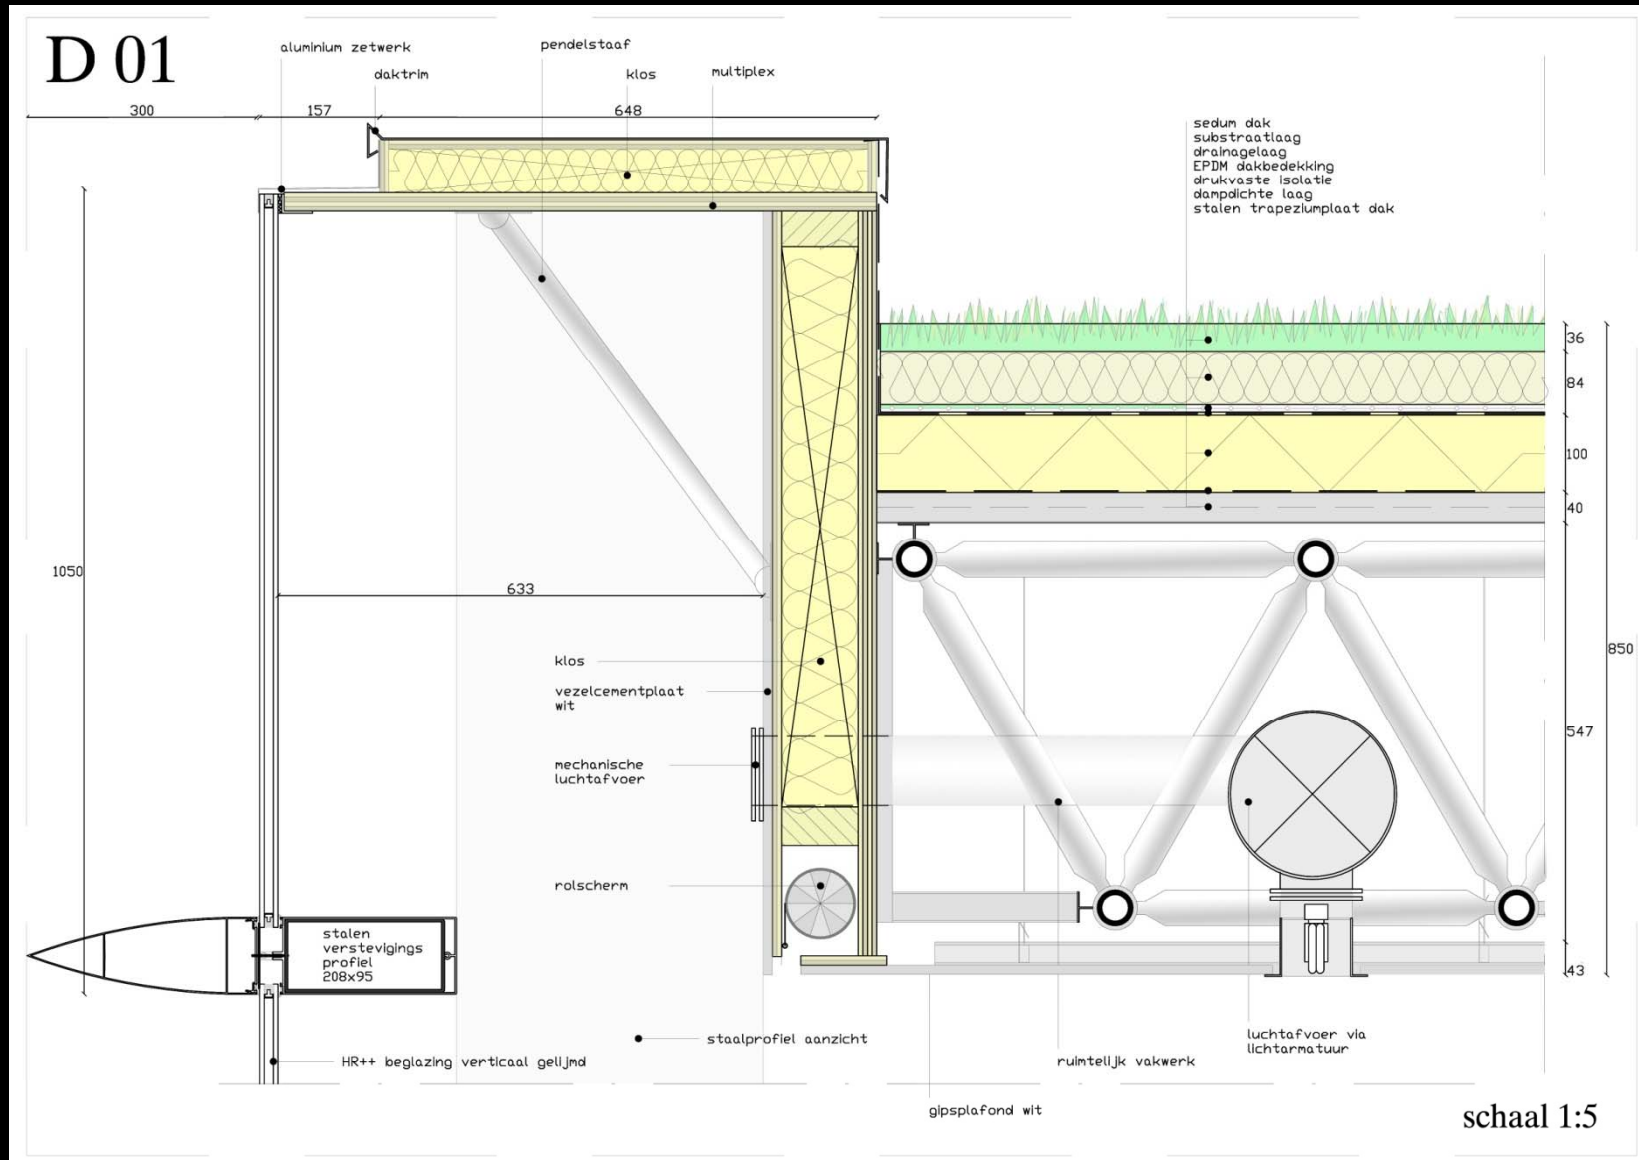 D 01
aluminium zetwerk
pendelstaaf
daktrim
klos
multiplex
300
157
648
sedum dak
substraatlaag
drainagelaag
EPDM dakbedekking
drukvaste isolatie
dampdichte laag
stalen trapeziumplaat dak
36
84
100
40
1050
633
850
klos
vezelcementplaat
wit
547
mechanische
luchtafvoer
rolscherm
stalen
verstevigings
profiel
208x95
43
staalprofiel aanzicht
luchtafvoer via
lichtarmatuur
HR++ beglazing verticaal gelijmd
ruimtelijk vakwerk
gipsplafond wit
schaal 1:5